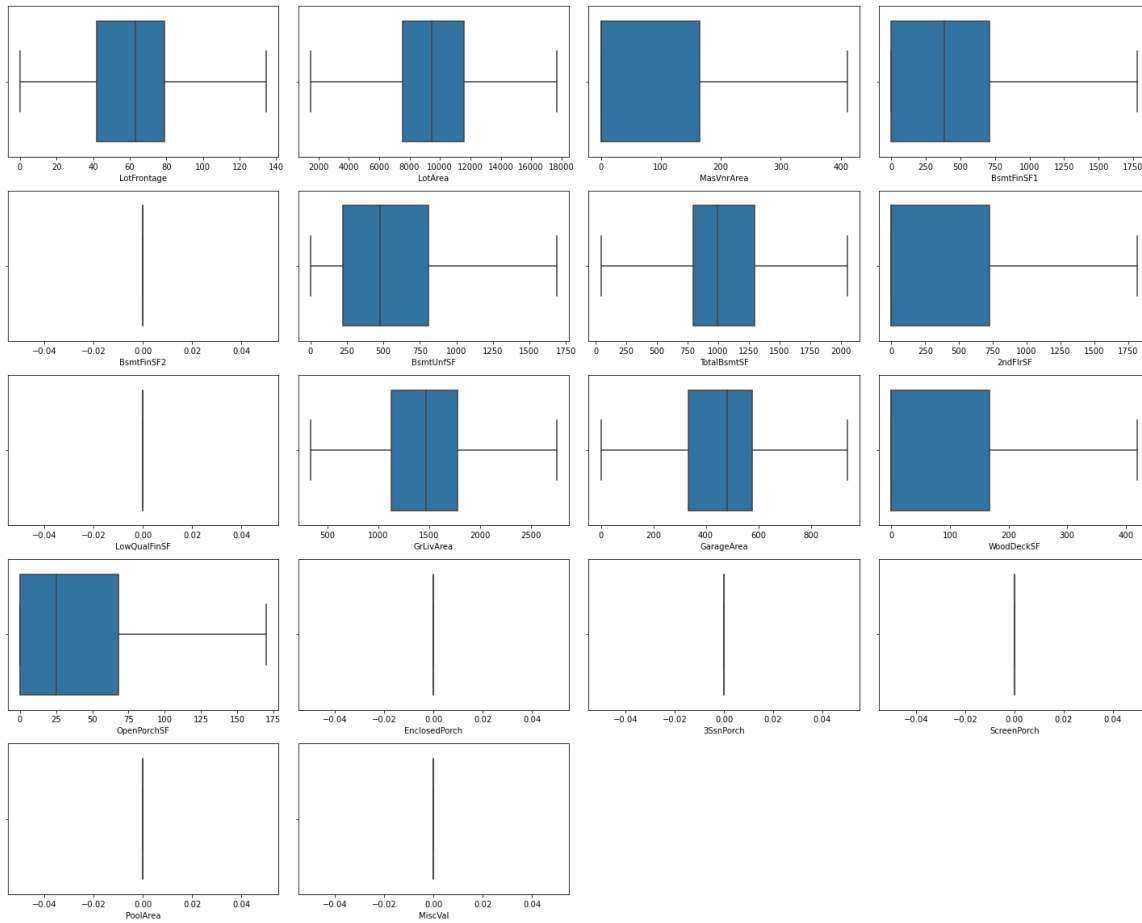 0 20 40 60 80 100 120 140
LotFrontage
2000 4000 6000 8000 10000 12000 14000 16000 18000
LotArea
0 100 200 300 400
MasVnrArea
0 250 500 750 1000 1250 1500 1750
BsmtFinSF1
−0.04 −0.02 0.00 0.02 0.04
BsmtFinSF2
0 250 500 750 1000 1250 1500 1750
BsmtUnfSF
0 250 500 750 1000 1250 1500 1750 2000
TotalBsmtSF
0 250 500 750 1000 1250 1500 1750
2ndFlrSF
−0.04 −0.02 0.00 0.02 0.04
LowQualFinSF
500 1000 1500 2000 2500
GrLivArea
0 200 400 600 800
GarageArea
0 100 200 300 400
WoodDeckSF
0 25 50 75 100 125 150 175
OpenPorchSF
−0.04 −0.02 0.00 0.02 0.04
EnclosedPorch
−0.04 −0.02 0.00 0.02 0.04
3SsnPorch
−0.04 −0.02 0.00 0.02 0.04
ScreenPorch
−0.04 −0.02 0.00 0.02 0.04
PoolArea
−0.04 −0.02 0.00 0.02 0.04
MiscVal